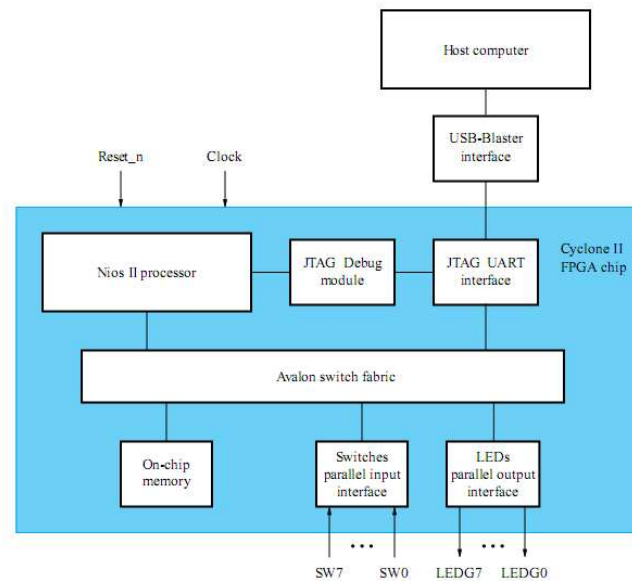 Host computer
USB-Blaster
interface
Reset_n
Clock
Cyclone II
FPGA chip
Nios II processor
JTAG Debug
module
JTAG UART
interface
Avalon switch fabric
On-chip
memory
Switches
parallel input
interface
LEDs
parallel output
interface
SW7
SW0
LEDG7
LEDG0